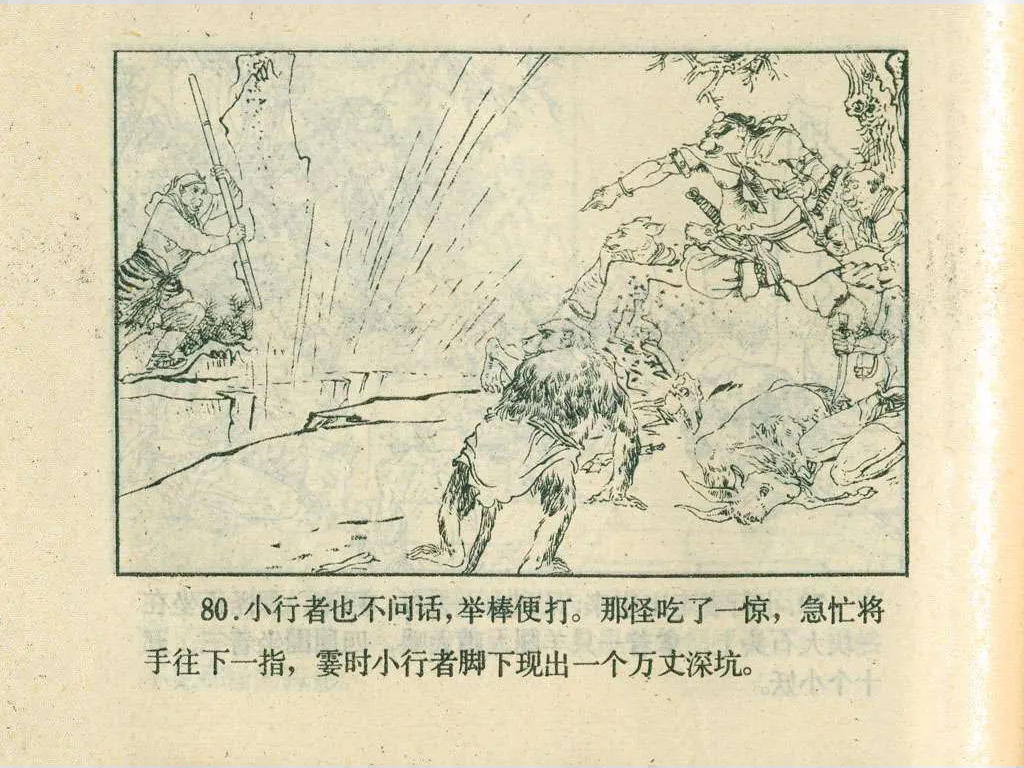 80.小行者也不问话，举棒便打。那怪吃了一惊，急忙将
手往下一指，霎时小行者脚下现出一个万丈深坑。